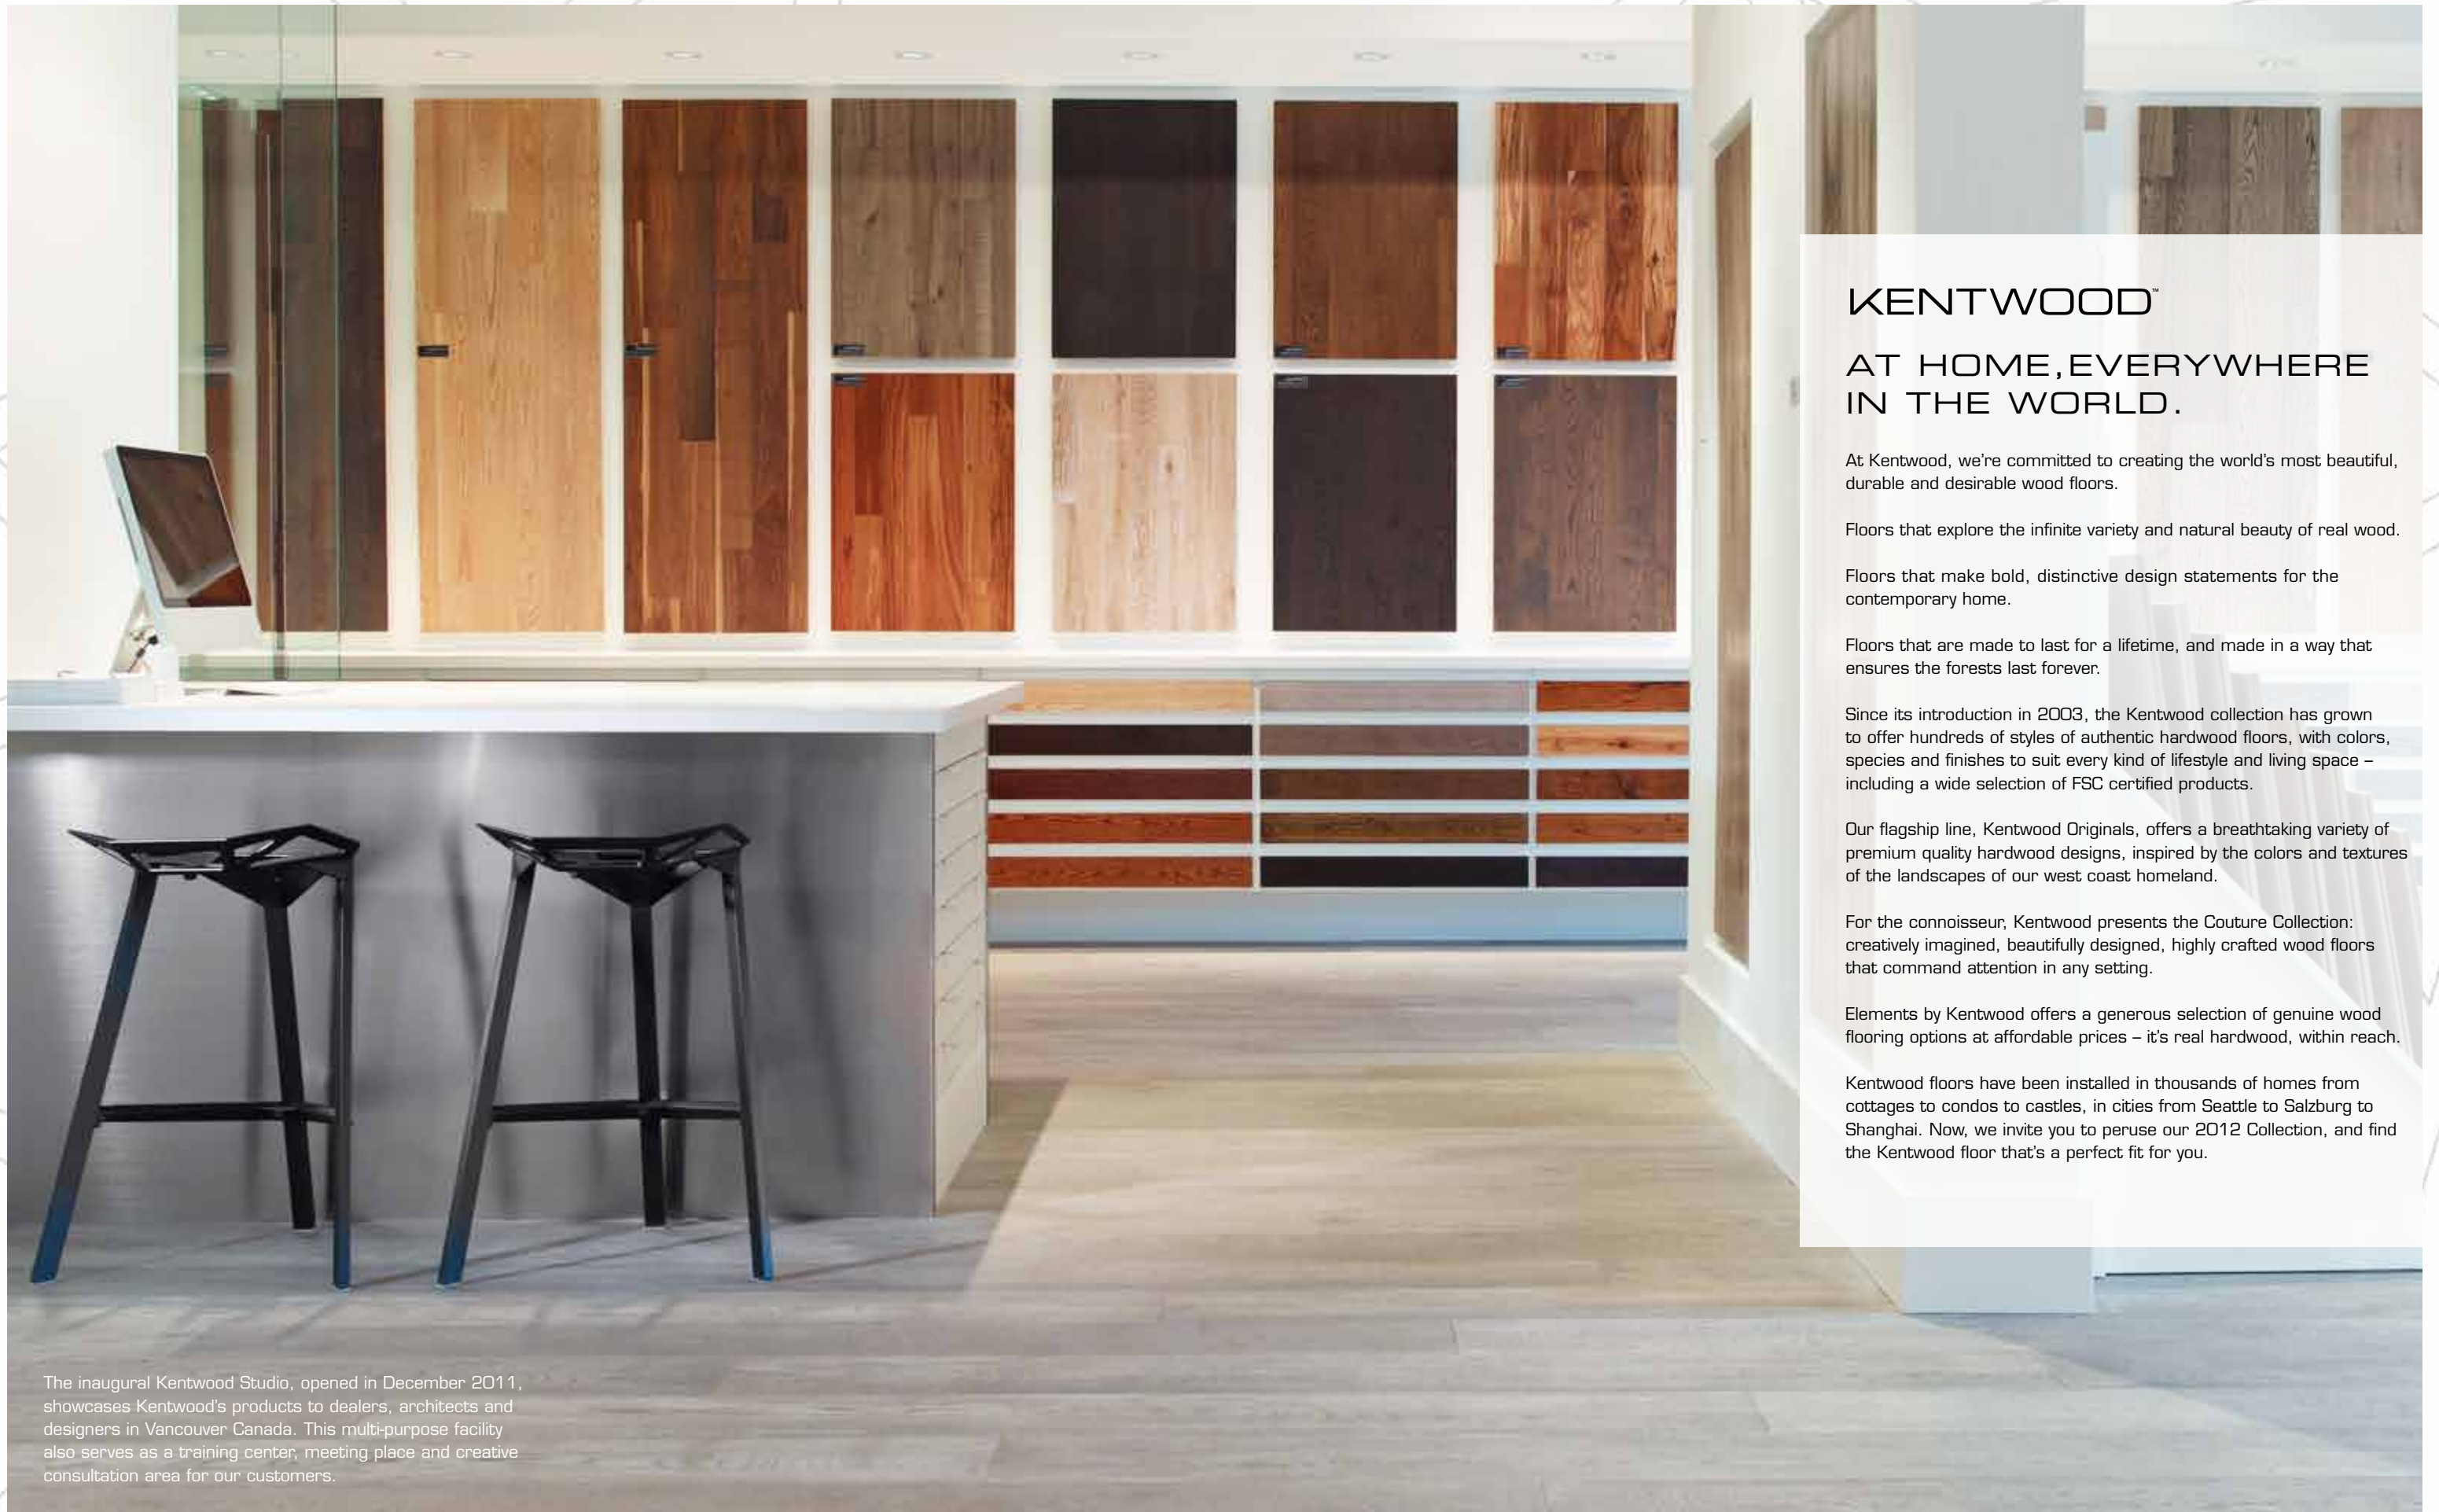 KENTWOOD™
AT HOME,EVERYWHERE
IN THE WORLD.
At Kentwood, we're committed to creating the world's most beautiful,
durable and desirable wood floors.
Floors that explore the infinite variety and natural beauty of real wood.
Floors that make bold, distinctive design statements for the
contemporary home.
Floors that are made to last for a lifetime, and made in a way that
ensures the forests last forever.
Since its introduction in 2003, the Kentwood collection has grown
to offer hundreds of styles of authentic hardwood floors, with colors,
species and finishes to suit every kind of lifestyle and living space –
including a wide selection of FSC certified products.
Our flagship line, Kentwood Originals, offers a breathtaking variety of
premium quality hardwood designs, inspired by the colors and textures
of the landscapes of our west coast homeland.
For the connoisseur, Kentwood presents the Couture Collection:
creatively imagined, beautifully designed, highly crafted wood floors
that command attention in any setting.
Elements by Kentwood offers a generous selection of genuine wood
flooring options at affordable prices – it's real hardwood, within reach.
Kentwood floors have been installed in thousands of homes from
cottages to condos to castles, in cities from Seattle to Salzburg to
Shanghai. Now, we invite you to peruse our 2012 Collection, and find
the Kentwood floor that's a perfect fit for you.
The inaugural Kentwood Studio, opened in December 2011,
showcases Kentwood's products to dealers, architects and
designers in Vancouver Canada. This multi-purpose facility
also serves as a training center, meeting place and creative
consultation area for our customers.